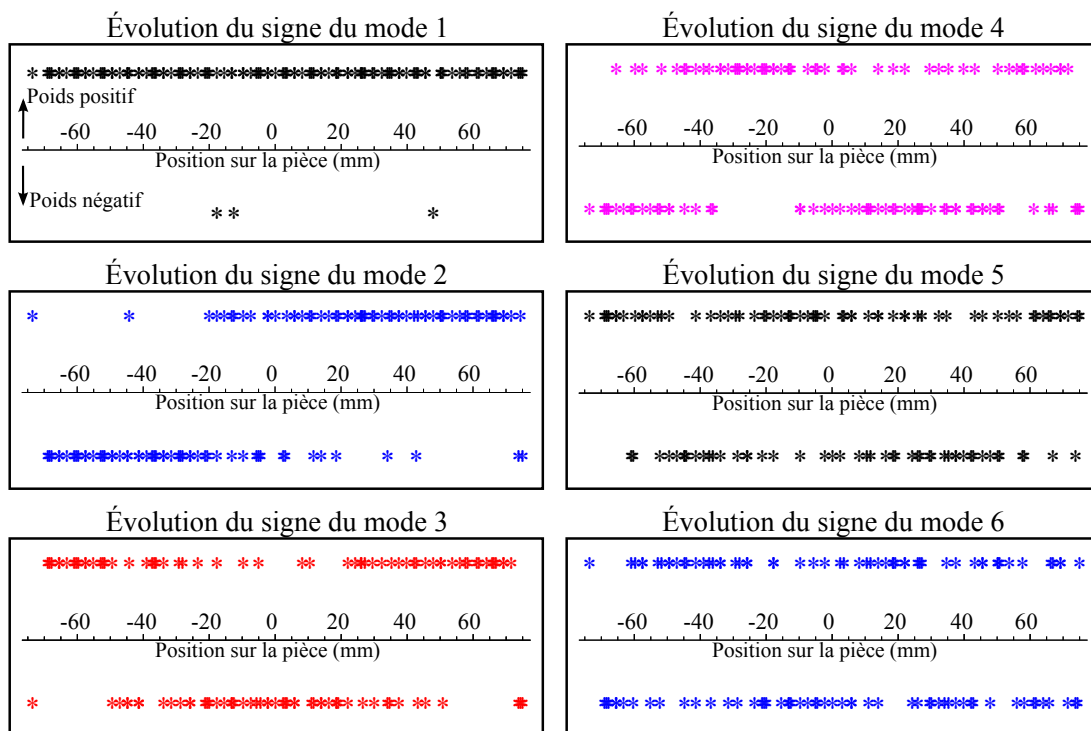 Évolution du signe du mode 1
Poids positif
-60 -40 -20 0 20 40 60
Position sur la pièce (mm)
Poids négatif
Évolution du signe du mode 4
-60 -40 -20 0 20 40 60
Position sur la pièce (mm)
Évolution du signe du mode 2
-60 -40 -20 0 20 40 60
Position sur la pièce (mm)
Évolution du signe du mode 5
-60 -40 -20 0 20 40 60
Position sur la pièce (mm)
Évolution du signe du mode 3
-60 -40 -20 0 20 40 60
Position sur la pièce (mm)
Évolution du signe du mode 6
-60 -40 -20 0 20 40 60
Position sur la pièce (mm)